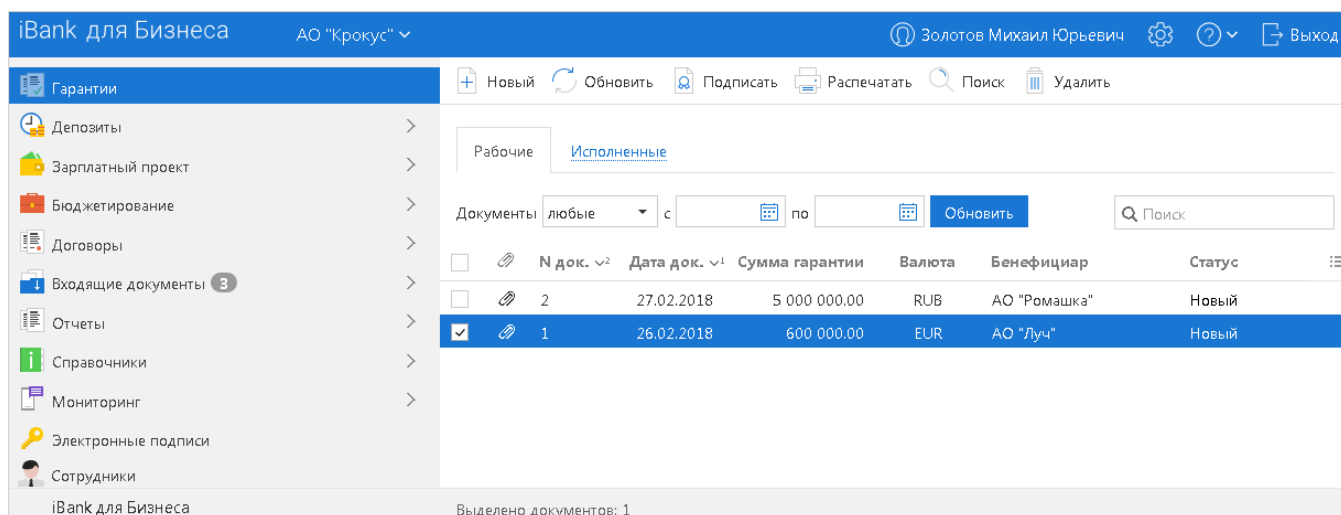 iBank для Бизнеса АО "Крокус" Золотов Михаил Юрьевич ? Выход
Гарантии
Депозиты
Зарплатный проект
Бюджетирование
Договоры
Входящие документы 3
Отчеты
Справочники
Мониторинг
Электронные подписи
Сотрудники
iBank для Бизнеса
Новый Обновить Подписать Распечатать Поиск Удалить
Рабочие Исполненные
Документы любые с по Обновить Поиск
N док. 2 Дата док. 1 Сумма гарантии Валюта Бенефициар Статус
2 27.02.2018 5 000 000.00 RUB АО "Ромашка" Новый
1 26.02.2018 600 000.00 EUR АО "Луч" Новый
Выделено документов: 1